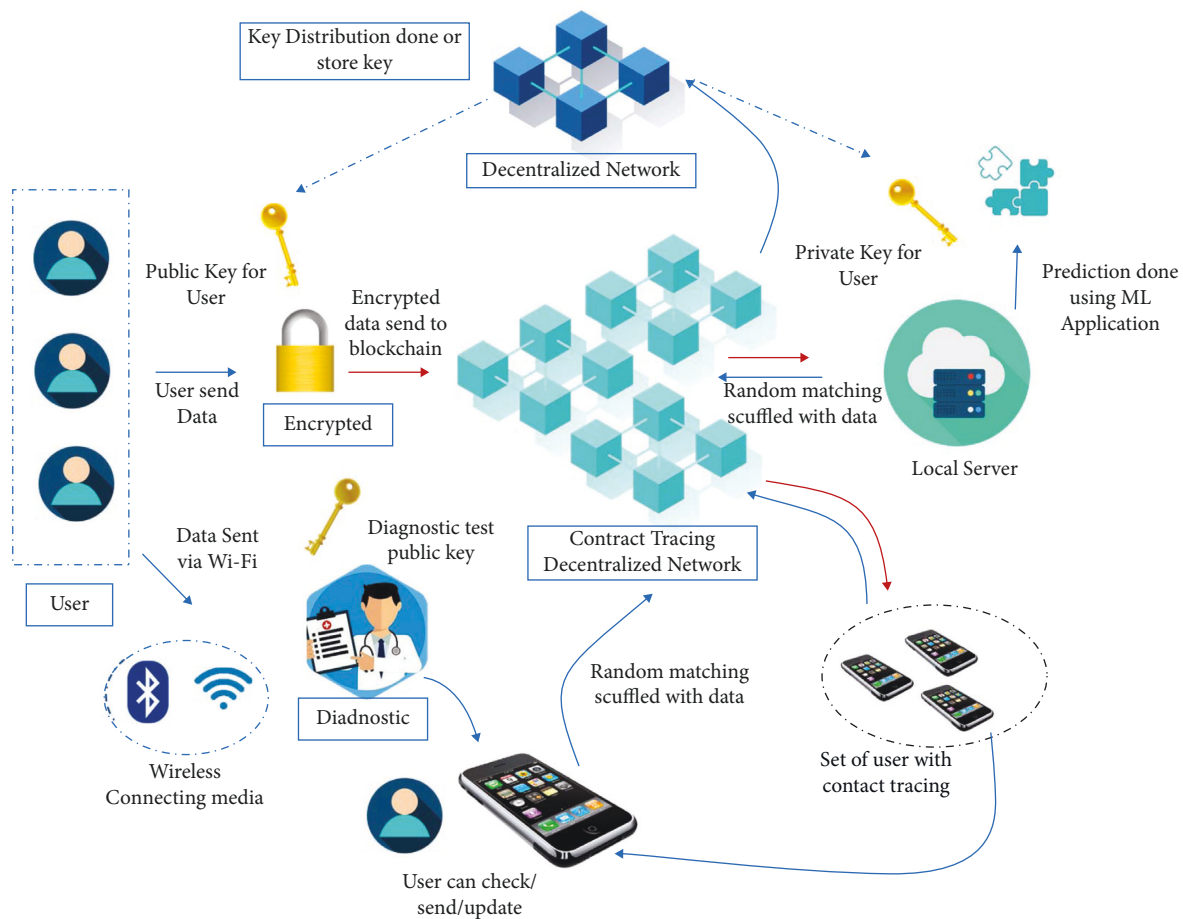 Key Distribution done or
store key
Decentralized Network
Public Key for
User
Encrypted
data send to
blockchain
Private Key for
User
Prediction done
using ML
Application
User send
Data
Encrypted
Random matching
scuffled with data
Local Server
Data Sent
via Wi-Fi
Diagnostic test
public key
Contract Tracing
Decentralized Network
User
Random matching
scuffled with data
Diadnostic
Wireless
Connecting media
Set of user with
contact tracing
User can check/
send/update